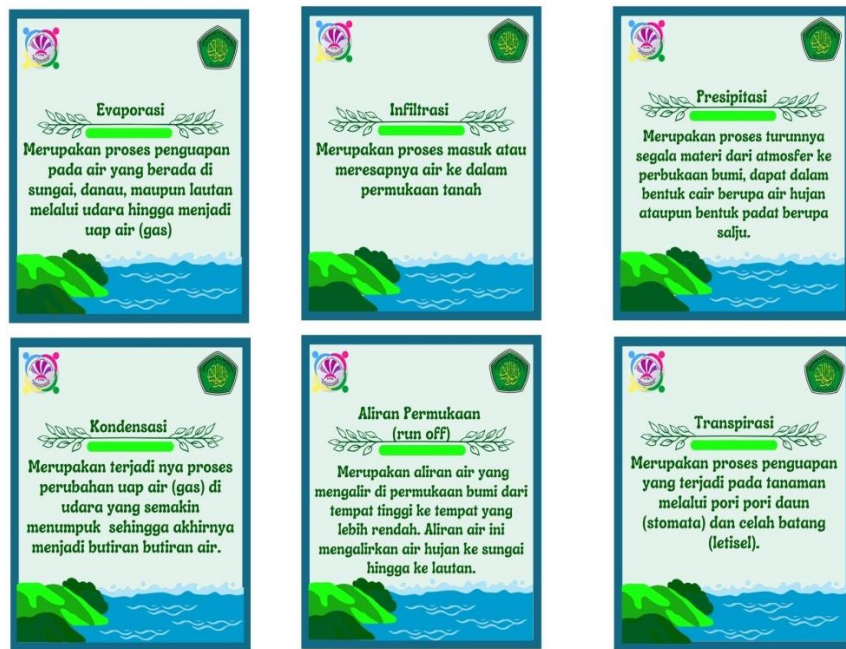 Evaporasi
Merupakan proses penguapan
pada air yang berada di
sungai, danau, maupun lautan
melalui udara hingga menjadi
uap air (gas)
Infiltrasi
Merupakan proses masuk atau
meresapnya air ke dalam
permukaan tanah
Presipitasi
Merupakan proses turunnya
segala materi dari atmosfer ke
perbukaan bumi, dapat dalam
bentuk cair berupa air hujan
ataupun bentuk padat berupa
salju.
Kondensasi
Merupakan terjadi nya proses
perubahan uap air (gas) di
udara yang semakin
menumpuk sehingga akhirnya
menjadi butiran butiran air.
Aliran Permukaan
(run off)
Merupakan aliran air yang
mengalir di permukaan bumi dari
tempat tinggi ke tempat yang
lebih rendah. Aliran air ini
mengalirkan air hujan ke sungai
hingga ke lautan.
Transpirasi
Merupakan proses penguapan
yang terjadi pada tanaman
melalui pori pori daun
(stomata) dan celah batang
(letisel).